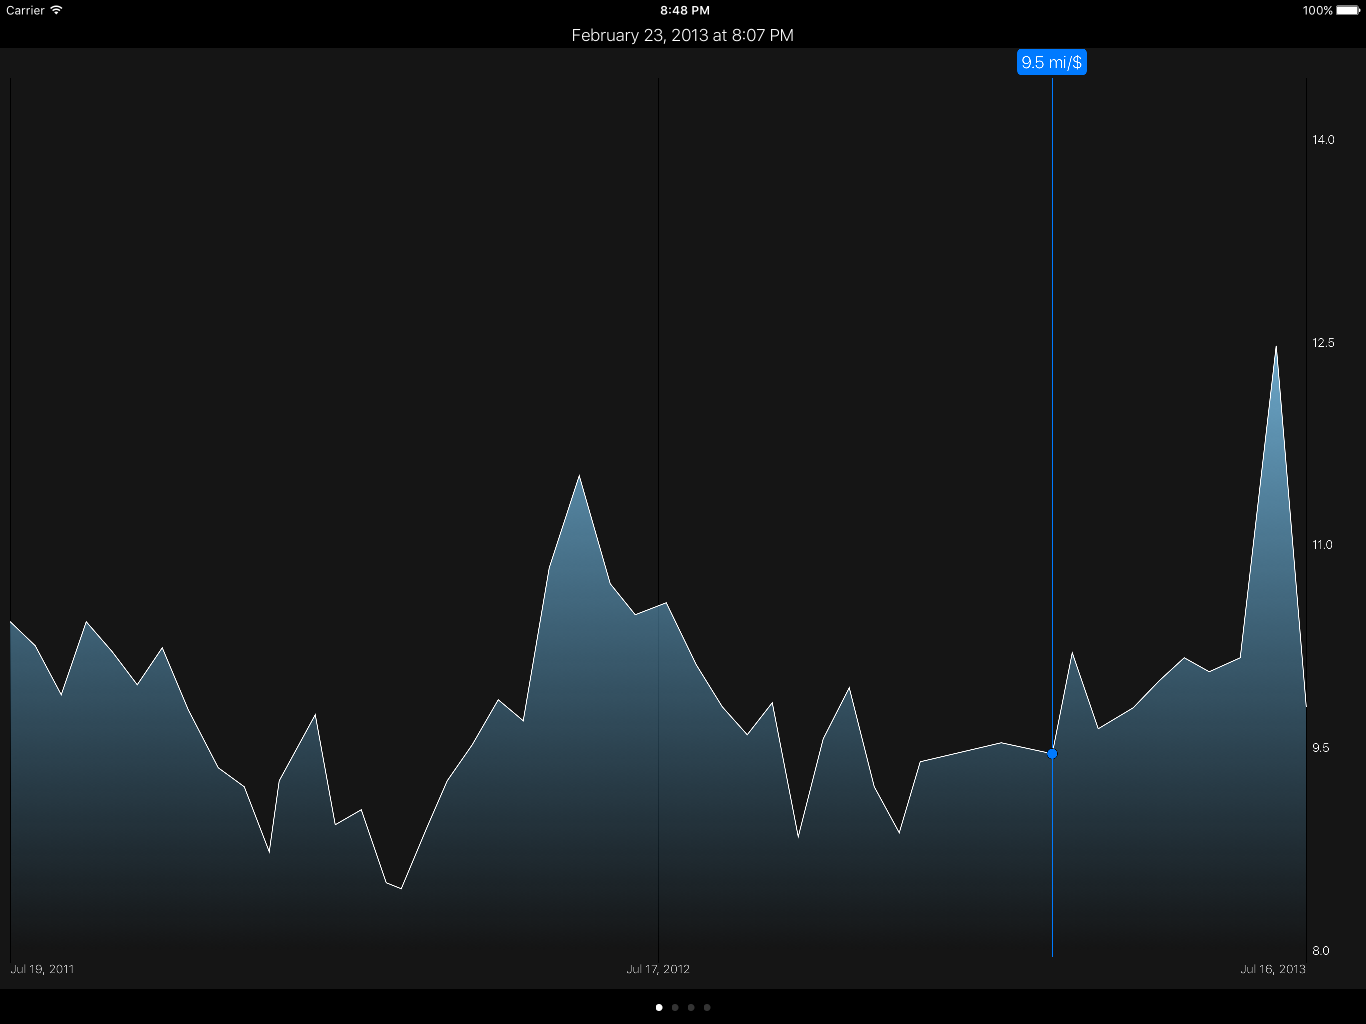 Carrier 8:48 PM 100%
February 23, 2013 at 8:07 PM
9.5 mi/$
14.0
12.5
11.0
9.5
8.0
Jul 19, 2011 Jul 17, 2012 Jul 16, 2013